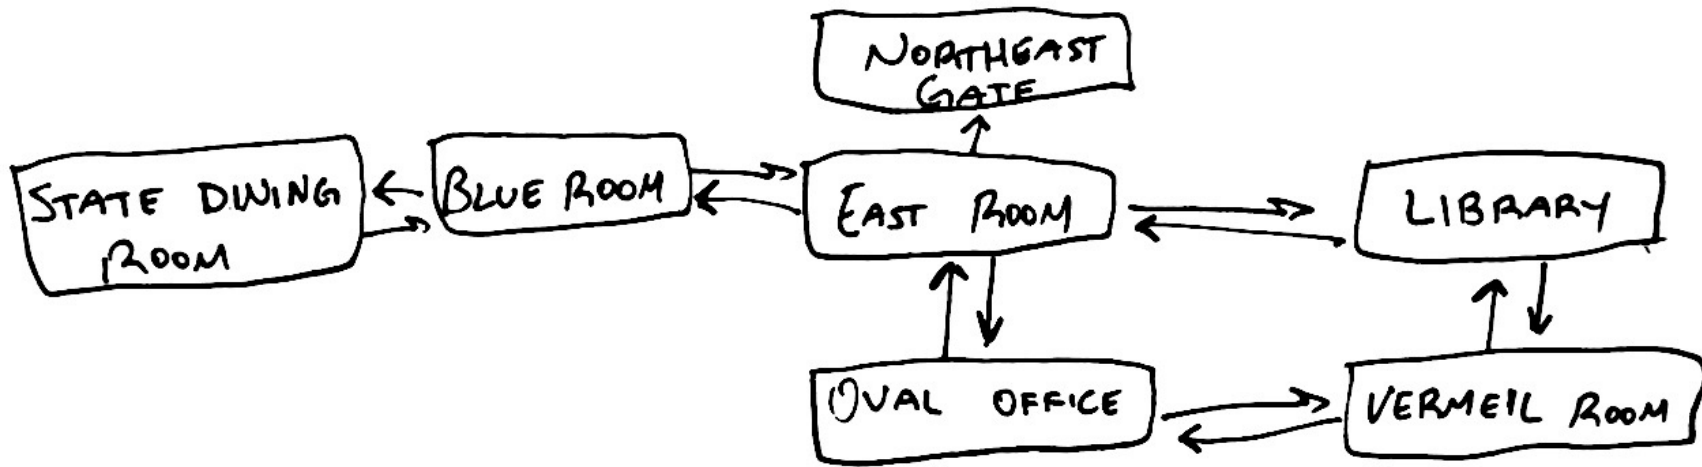 NORTHEAST
GATE
STATE DINING
ROOM
BLUE ROOM
EAST ROOM
LIBRARY
OVAL OFFICE
VERMEIL ROOM